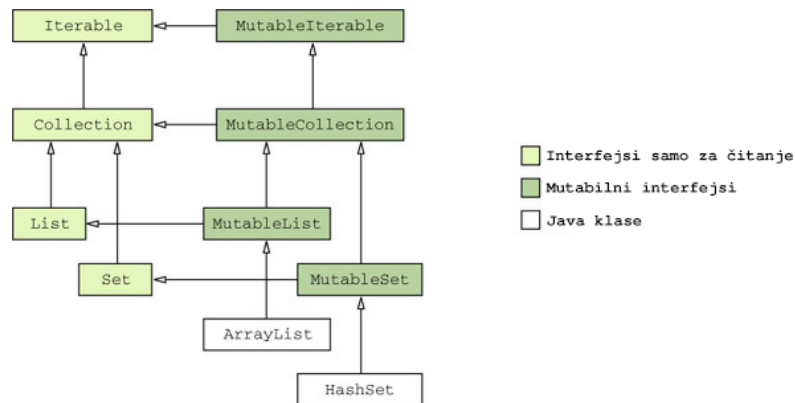 Iterable
MutableIterable
Collection
MutableCollection
Interfejsi samo za čitanje
Mutabilni interfejsi
Java klase
List
MutableList
Set
MutableSet
ArrayList
HashSet